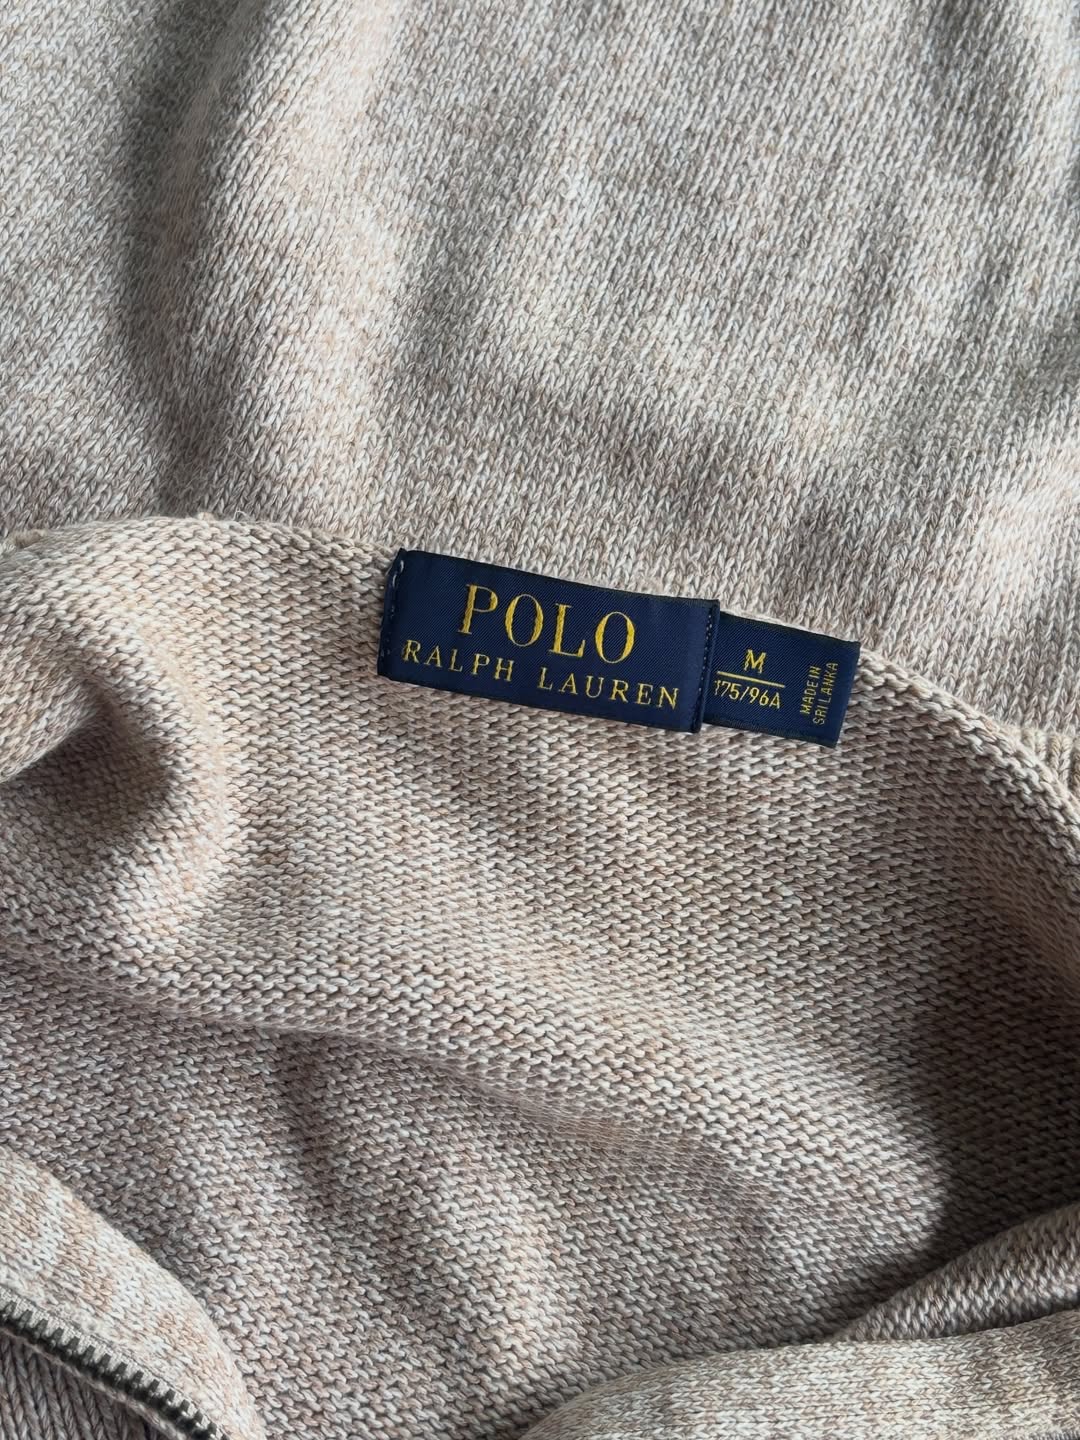 POLO
RALPH LAUREN
M
175/96A
MADE IN
SRI LANKA